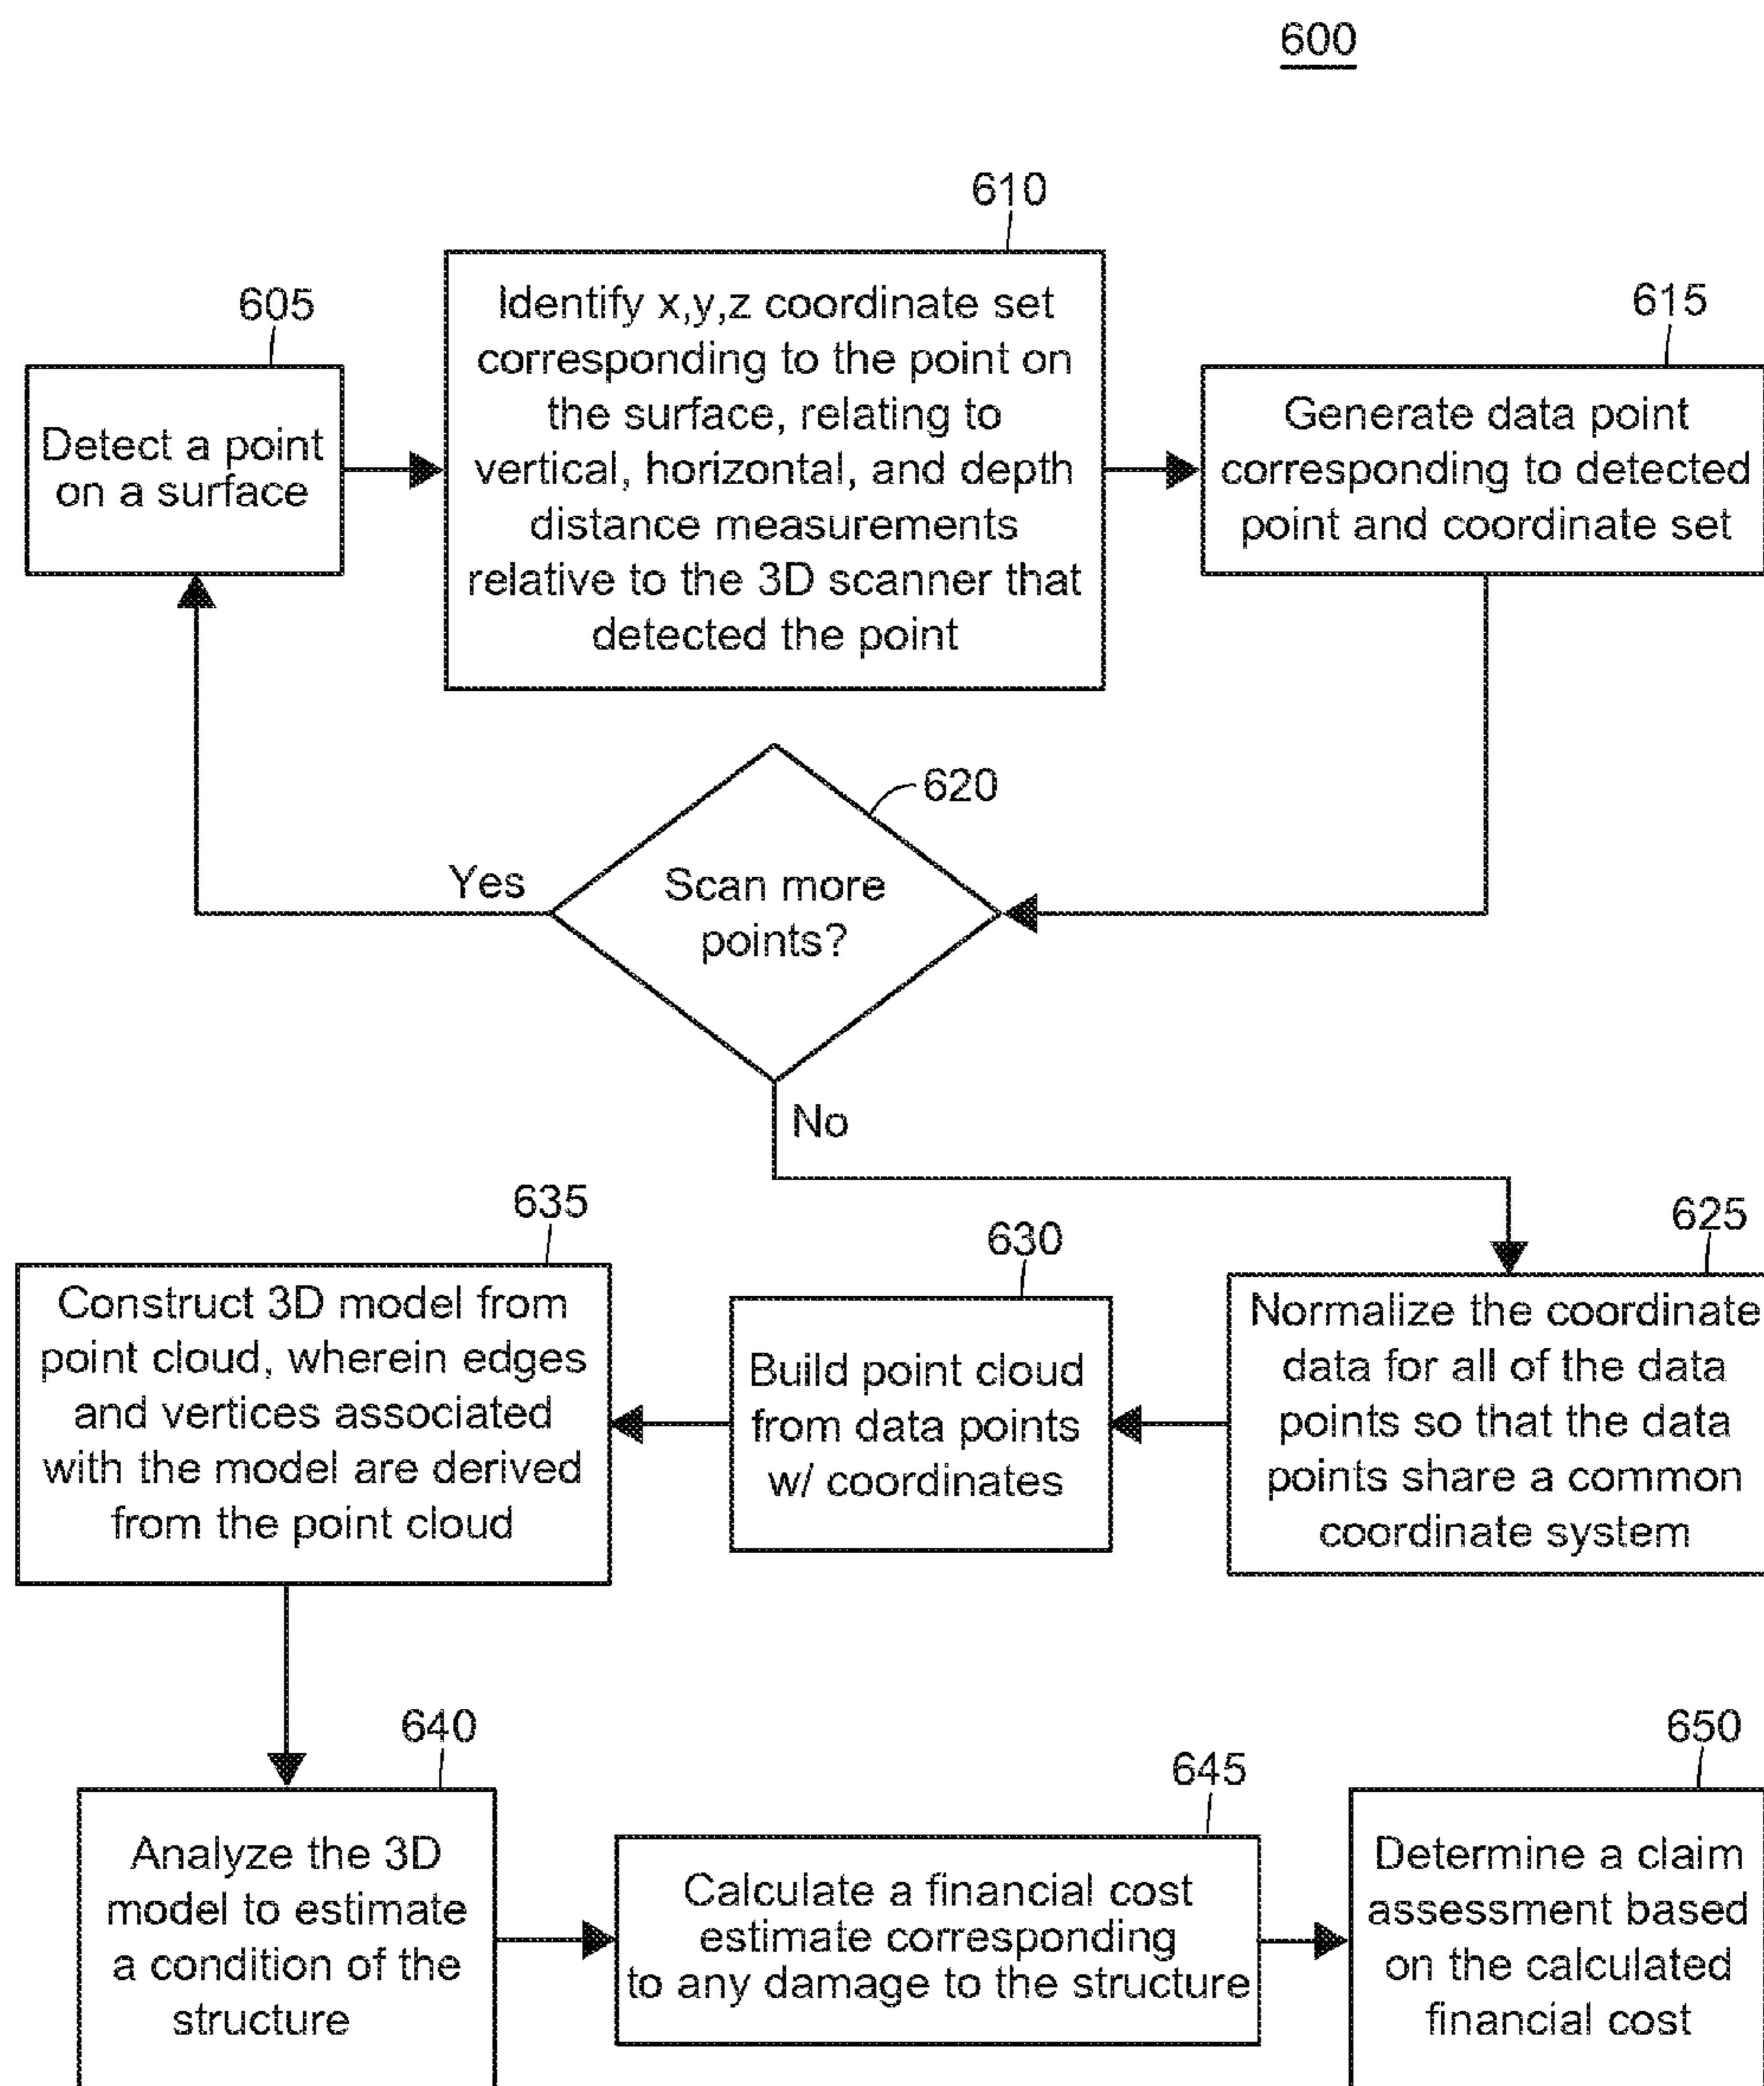 600
605
Detect a point
on a surface
610
Identify x,y,z coordinate set
corresponding to the point on
the surface, relating to
vertical, horizontal, and depth
distance measurements
relative to the 3D scanner that
detected the point
615
Generate data point
corresponding to detected
point and coordinate set
620
Scan more
points?
Yes
No
625
Normalize the coordinate
data for all of the data
points so that the data
points share a common
coordinate system
630
Build point cloud
from data points
w/ coordinates
635
Construct 3D model from
point cloud, wherein edges
and vertices associated
with the model are derived
from the point cloud
640
Analyze the 3D
model to estimate
a condition of the
structure
645
Calculate a financial cost
estimate corresponding
to any damage to the structure
650
Determine a claim
assessment based
on the calculated
financial cost